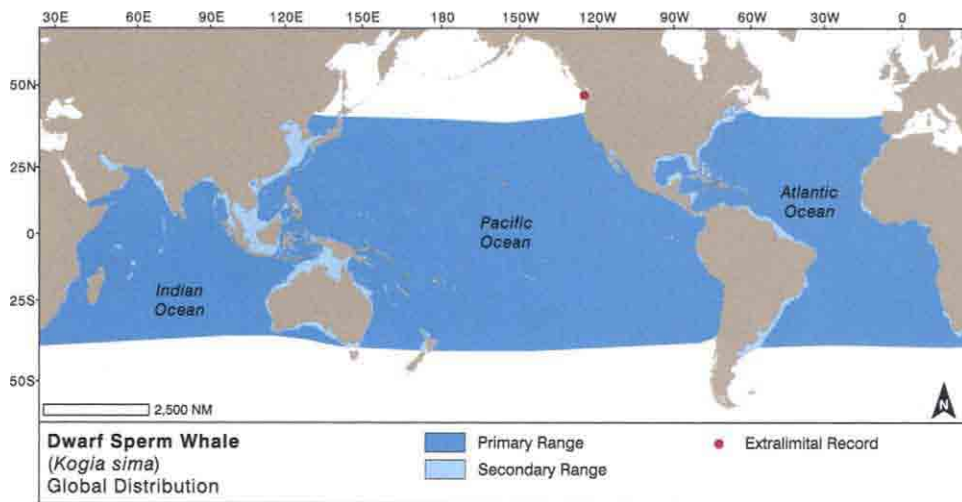 30E 60E 90E 120E 150E 180 150W 120W 90W 60W 30W 0
50N
25N
0
25S
50S
Pacific
Ocean
Atlantic
Ocean
Indian
Ocean
2,500 NM
N
Dwarf Sperm Whale
(Kogia sima)
Global Distribution
Primary Range
Secondary Range
Extralimital Record